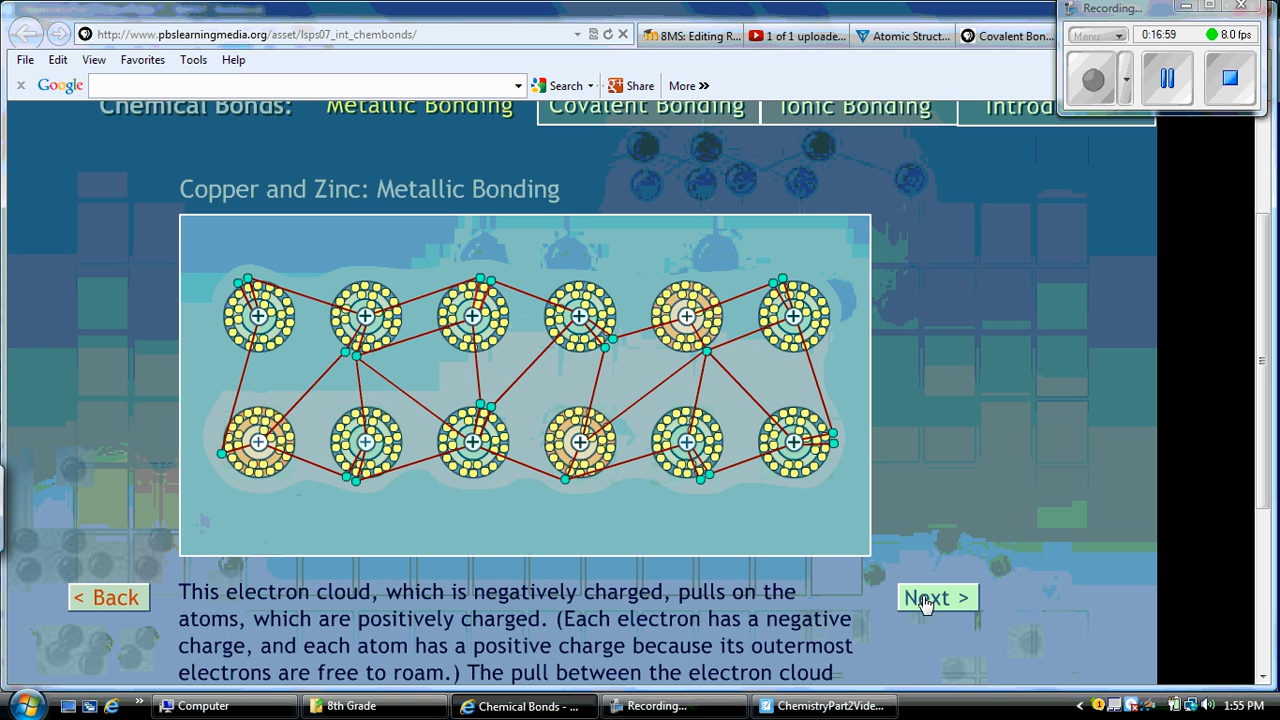 Recording...
http://www.pbslearningmedia.org/asset/lsps07_int_chembonds/
8MS: Editing R...
1 of 1 uploade...
Atomic Struct...
Covalent Bon...
Menu
0:16:59
8.0 fps
File Edit View Favorites Tools Help
x Google
Search
Share
More »
Chemical Bonds: Metallic Bonding Covalent Bonding Ionic Bonding Introd
Copper and Zinc: Metallic Bonding
+ + + + + +
+ + + + + +
< Back
This electron cloud, which is negatively charged, pulls on the
atoms, which are positively charged. (Each electron has a negative
charge, and each atom has a positive charge because its outermost
electrons are free to roam.) The pull between the electron cloud
Next >
Computer
8th Grade
Chemical Bonds - ...
Recording...
ChemistryPart2Vide...
1:55 PM